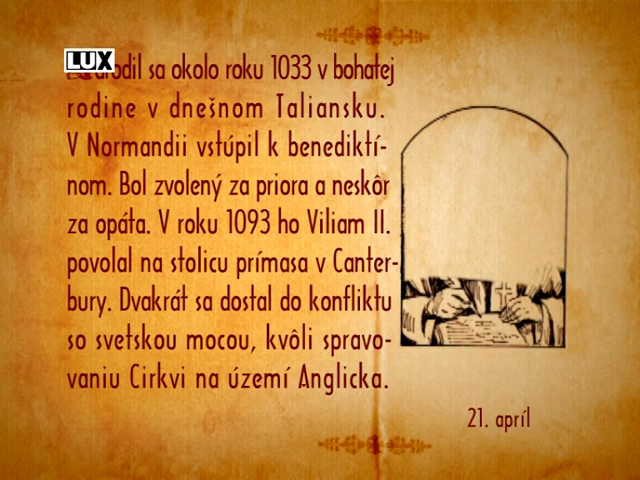 LUX
sa okolo roku 1033 v bohatej
rodine v dnešnom Taliansku.
V Normandii vstúpil k benediktí-
nom. Bol zvolený za priora a neskôr
za opáta. V roku 1093 ho Viliam II.
povolal na stolicu prímasa v Canter-
bury. Dvakrát sa dostal do konfliktu
so svetskou mocou, kvôli spravo-
vaniu Cirkvi na území Anglicka.
21. apríl